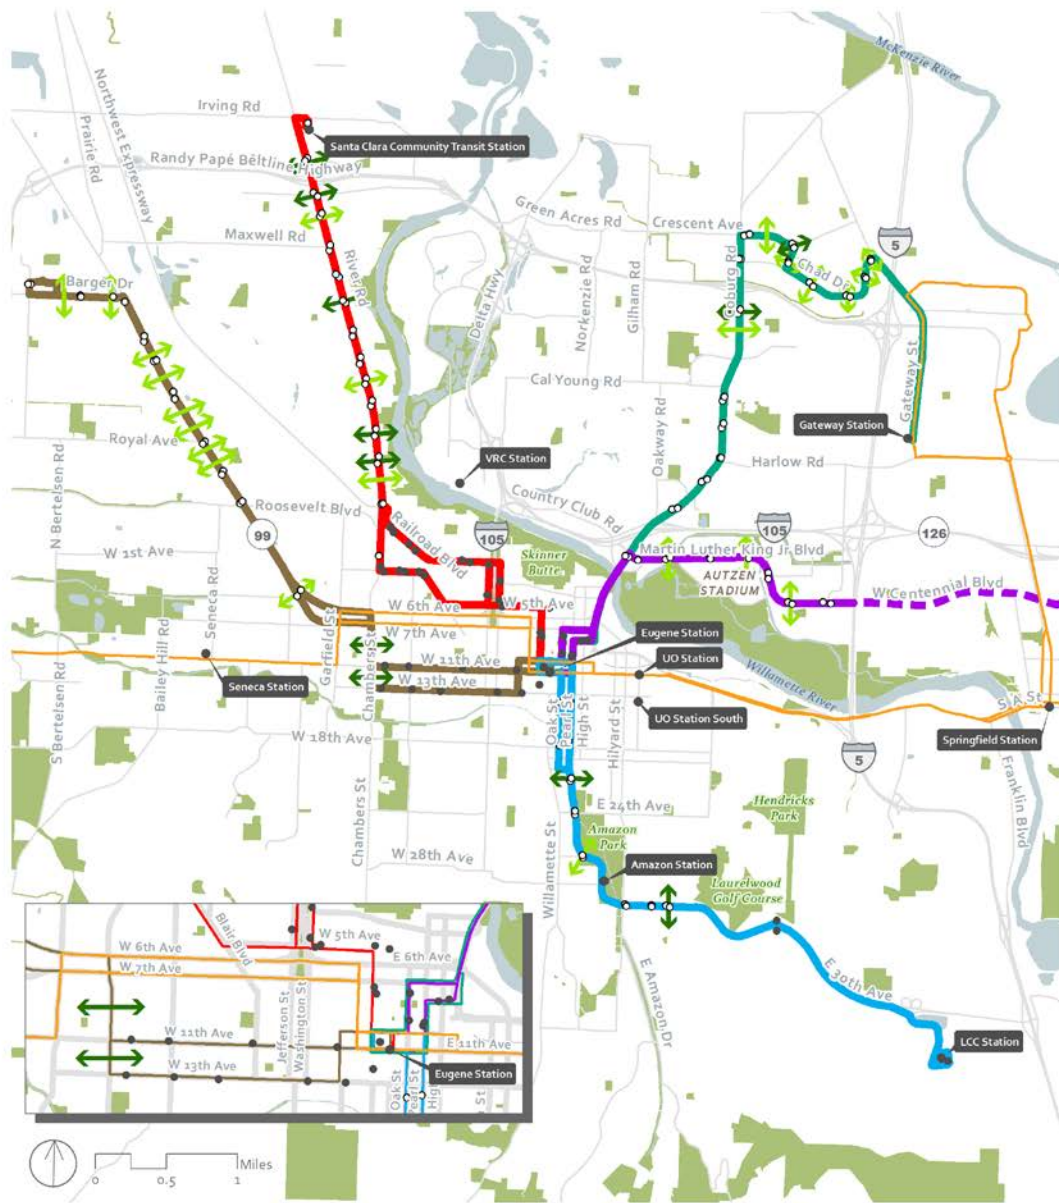 McKenzie River
Irving Rd
Northwest Expressway
Prairie Rd
Santa Clara Community Transit Station
Randy Papé Beltline Highway
Green Acres Rd
Crescent Ave
5
Maxwell Rd
River Rd
Delta Hwy
Coburg Rd
Chad Dr
Barger Dr
Norkenzie Rd
Gilham Rd
Gateway St
Cal Young Rd
Oakway Rd
Gateway Station
Royal Ave
N Bertelsen Rd
VRC Station
Harlow Rd
Roosevelt Blvd
Country Club Rd
99
Railroad Blvd
105
105
126
W 1st Ave
Skinner
Butte
Martin Luther King Jr Blvd
AUTZEN
STADIUM
W Centennial Blvd
Seneca Rd
W 6th Ave
W 5th Ave
W 7th Ave
Garfield St
Chambers St
Eugene Station
Bailey Hill Rd
W 11th Ave
UO Station
W 13th Ave
Willamette River
Seneca Station
S Bertelsen Rd
Oak St
Pearl St
High St
Hilyard St
UO Station South
S A St
W 18th Ave
Springfield Station
5
Franklin Blvd
Chambers St
E 24th Ave
Hendricks
Park
Amazon
Park
Willamette St
W 28th Ave
Amazon Station
Laurelwood
Golf Course
E 30th Ave
E Amazon Dr
LCC Station
Blair Blvd
W 5th Ave
W 6th Ave
E 6th Ave
W 7th Ave
Jefferson St
Washington St
W 11th Ave
E 11th Ave
W 13th Ave
Eugene Station
Oak St
Pearl St
High
St
Miles
0
0.5
1